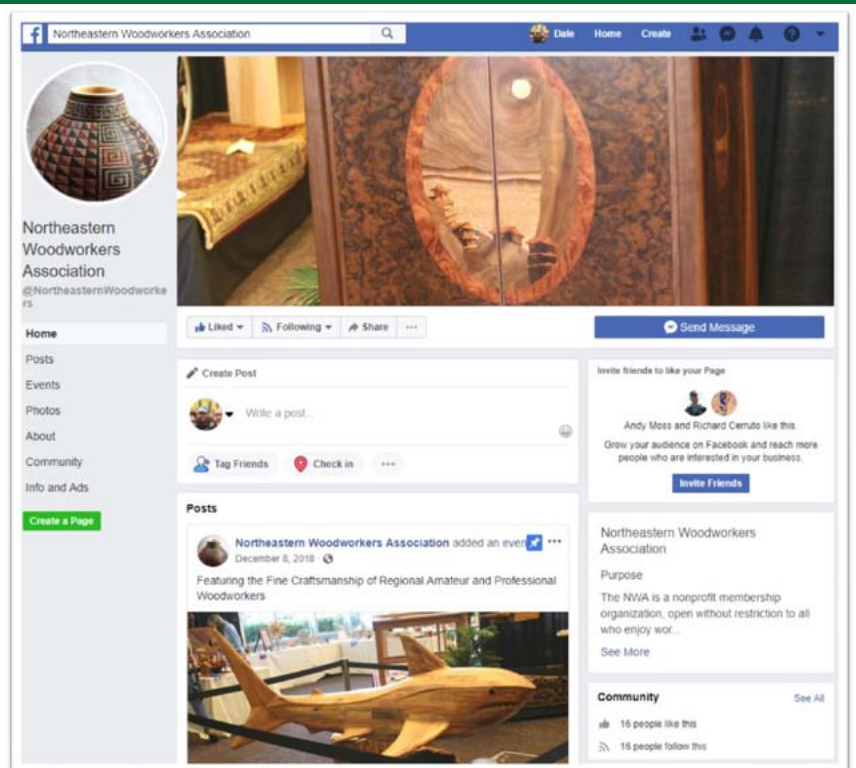 Northeastern Woodworkers Association
Dale Home Create
Northeastern
Woodworkers
Association
@NortheasternWoodworke
rs
Home
Posts
Events
Photos
About
Community
Info and Ads
Create a Page
Liked Following Share
Send Message
Create Post
Write a post...
Tag Friends Check in
Posts
Northeastern Woodworkers Association added an even
December 8, 2018
Featuring the Fine Craftsmanship of Regional Amateur and Professional
Woodworkers
Invite friends to like your Page
Andy Moss and Richard Cerruto like this.
Grow your audience on Facebook and reach more
people who are interested in your business.
Invite Friends
Northeastern Woodworkers
Association
Purpose
The NWA is a nonprofit membership
organization, open without restriction to all
who enjoy wor...
See More
Community See All
16 people like this
16 people follow this